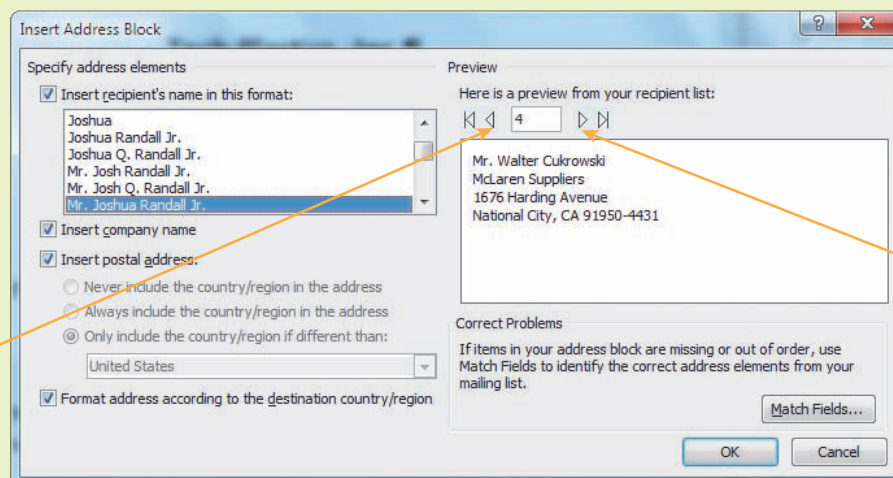 Insert Address Block
Specify address elements
Insert recipient's name in this format:
Joshua
Joshua Randall Jr.
Joshua Q. Randall Jr.
Mr. Josh Randall Jr.
Mr. Josh Q. Randall Jr.
Mr. Joshua Randall Jr.
Insert company name
Insert postal address:
Never include the country/region in the address
Always include the country/region in the address
Only include the country/region if different than:
United States
Format address according to the destination country/region
Preview
Here is a preview from your recipient list:
4
Mr. Walter Cukrowski
McLaren Suppliers
1676 Harding Avenue
National City, CA 91950-4431
Correct Problems
If items in your address block are missing or out of order, use
Match Fields to identify the correct address elements from your
mailing list.
Match Fields...
OK
Cancel